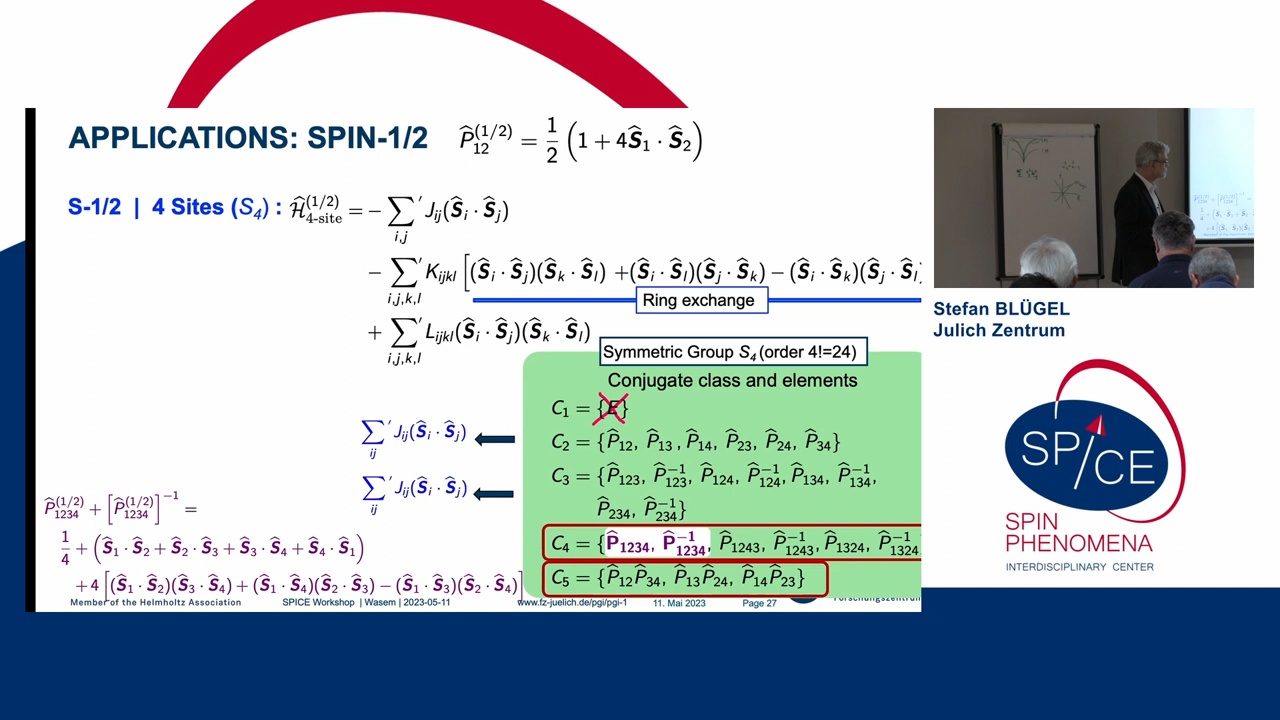 APPLICATIONS: SPIN-1/2 P̂₁₂^(1/2) = 1/2 (1 + 4Ŝ₁ · Ŝ₂)
S-1/2 | 4 Sites (S₄) : Ĥ_4-site^(1/2) = − ∑'_{i,j} J_ij(Ŝ_i · Ŝ_j)
− ∑'_{i,j,k,l} K_ijkl [(Ŝ_i · Ŝ_j)(Ŝ_k · Ŝ_l) +(Ŝ_i · Ŝ_l)(Ŝ_j · Ŝ_k) − (Ŝ_i · Ŝ_k)(Ŝ_j · Ŝ_l
Ring exchange
+ ∑'_{i,j,k,l} L_ijkl(Ŝ_i · Ŝ_j)(Ŝ_k · Ŝ_l)
Symmetric Group S₄ (order 4!=24)
Conjugate class and elements
C₁ = {E}
C₂ = {P̂₁₂, P̂₁₃ , P̂₁₄, P̂₂₃, P̂₂₄, P̂₃₄}
C₃ = {P̂₁₂₃, P̂₁₂₃⁻¹, P̂₁₂₄, P̂₁₂₄⁻¹, P̂₁₃₄, P̂₁₃₄⁻¹,
P̂₂₃₄, P̂₂₃₄⁻¹}
C₄ = {P̂₁₂₃₄, P̂₁₂₃₄⁻¹, P̂₁₂₄₃, P̂₁₂₄₃⁻¹, P̂₁₃₂₄, P̂₁₃₂₄⁻¹
C₅ = {P̂₁₂P̂₃₄, P̂₁₃P̂₂₄, P̂₁₄P̂₂₃}
∑'_{ij} J_ij(Ŝ_i · Ŝ_j)
∑'_{ij} J_ij(Ŝ_i · Ŝ_j)
P̂₁₂₃₄^(1/2) + [P̂₁₂₃₄^(1/2)]⁻¹ =
1/4 + (Ŝ₁ · Ŝ₂ + Ŝ₂ · Ŝ₃ + Ŝ₃ · Ŝ₄ + Ŝ₄ · Ŝ₁)
+ 4 [(Ŝ₁ · Ŝ₂)(Ŝ₃ · Ŝ₄) + (Ŝ₁ · Ŝ₄)(Ŝ₂ · Ŝ₃) − (Ŝ₁ · Ŝ₃)(Ŝ₂ · Ŝ₄)]
Member of the Helmholtz Association SPICE Workshop | Wasem | 2023-05-11 www.fz-juelich.de/pgi/pgi-1 11. Mai 2023 Page 27
Stefan BLÜGEL
Julich Zentrum
SPICE
SPIN
PHENOMENA
INTERDISCIPLINARY CENTER